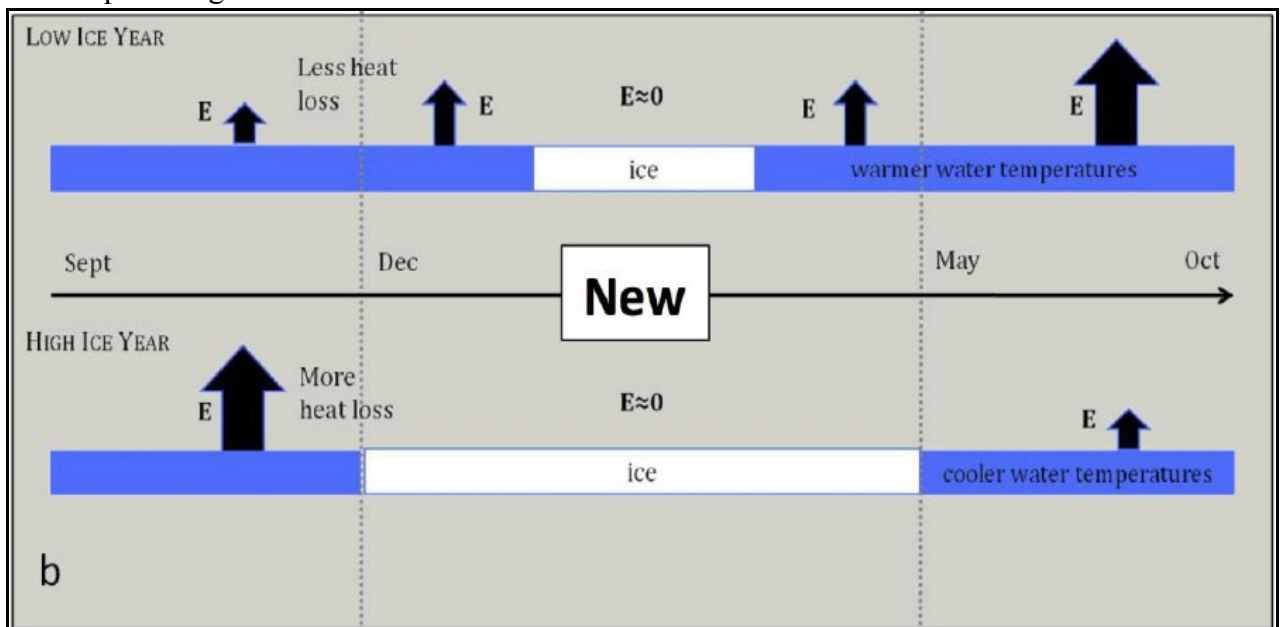 LOW ICE YEAR
Less heat
loss
E
E
E≈0
E
E
ice
warmer water temperatures
Sept
Dec
New
May
Oct
HIGH ICE YEAR
More
heat loss
E
E≈0
E
ice
cooler water temperatures
b